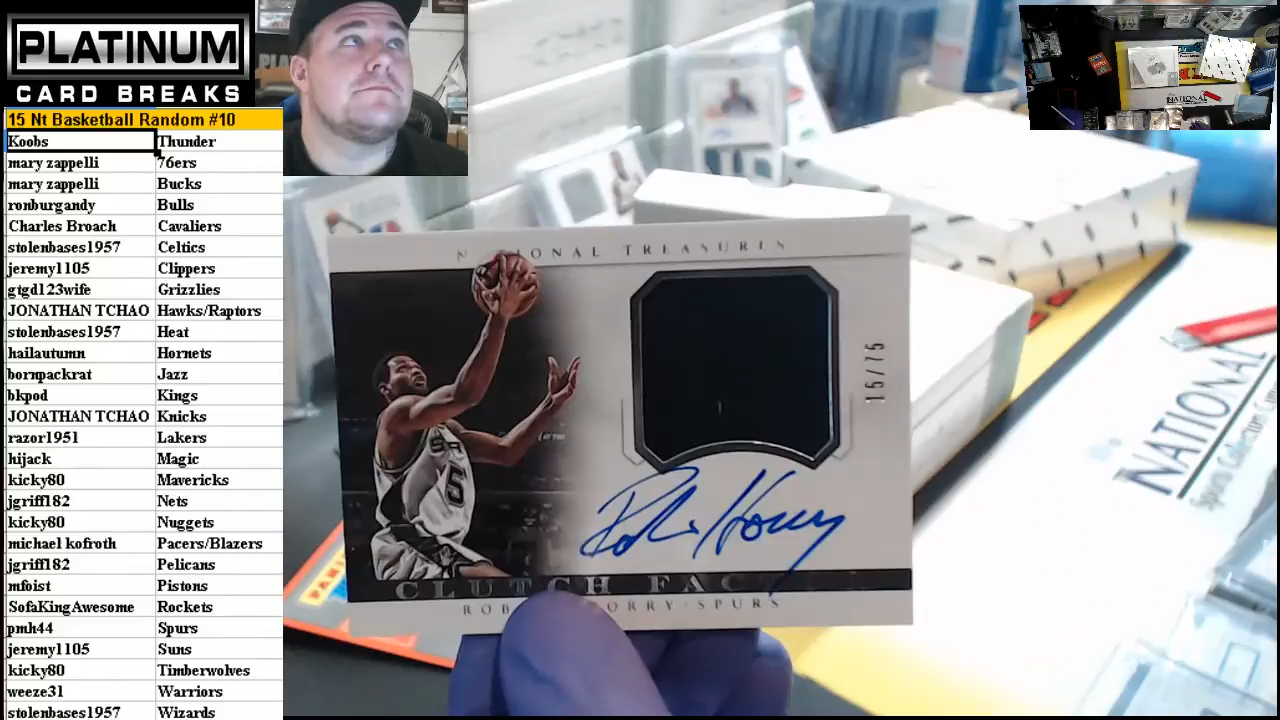 PLATINUM
CARD BREAKS
15 Nt Basketball Random #10
Koobs Thunder
mary zappelli 76ers
mary zappelli Bucks
ronburgandy Bulls
Charles Broach Cavaliers
stolenbases1957 Celtics
jeremy1105 Clippers
gtgd123wife Grizzlies
JONATHAN TCHAO Hawks/Raptors
stolenbases1957 Heat
hailautumn Hornets
bornpackrat Jazz
bkpod Kings
JONATHAN TCHAO Knicks
razor1951 Lakers
hijack Magic
kicky80 Mavericks
jgriff182 Nets
kicky80 Nuggets
michael kofroth Pacers/Blazers
jgriff182 Pelicans
mfoist Pistons
SofaKingAwesome Rockets
pmh44 Spurs
jeremy1105 Suns
kicky80 Timberwolves
weeze31 Warriors
stolenbases1957 Wizards
TREASURES
15/75
5
CLUTCH
SPURS
NATIONAL
Sports Collectors
NATIONAL